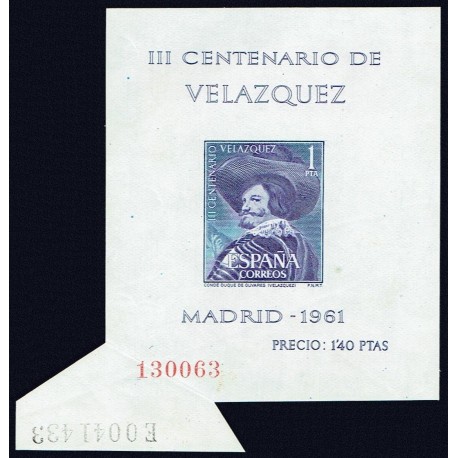 III CENTENARIO DE
VELAZQUEZ
III CENTENARIO VELAZQUEZ
1
PTA
ESPAÑA
CORREOS
CONDE DUQUE DE OLIVARES (VELAZQUEZ) F.N.M.T
MADRID - 1961
PRECIO: 1'40 PTAS
130063
E0041433